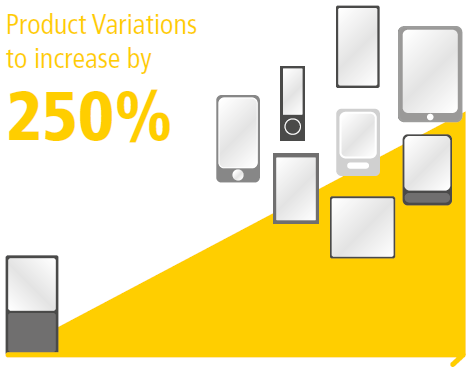 Product Variations
to increase by
250%